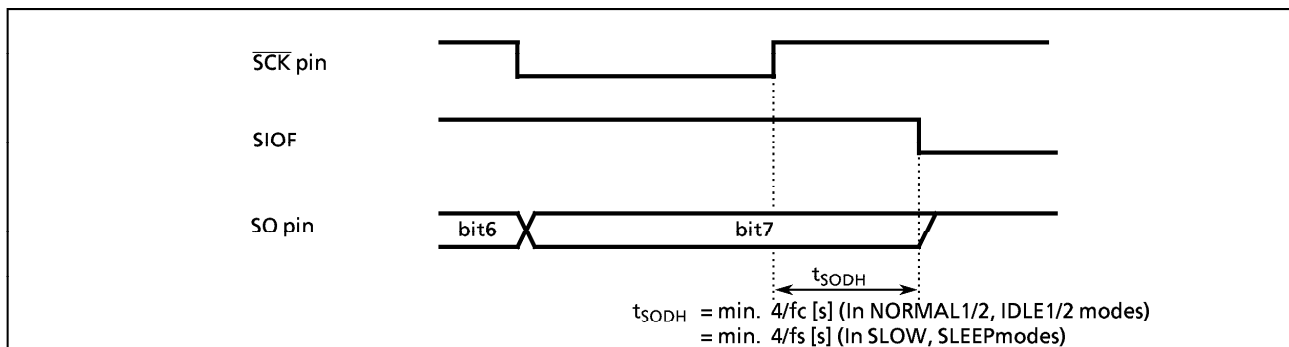 S̅C̅K̅ pin
SIOF
SO pin
bit6 bit7
tSODH
tSODH = min. 4/fc [s] (In NORMAL1/2, IDLE1/2 modes)
= min. 4/fs [s] (In SLOW, SLEEPmodes)